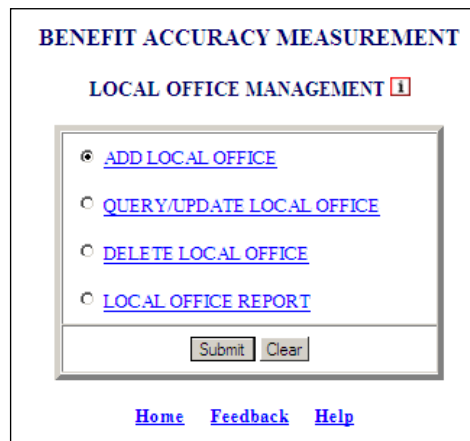 BENEFIT ACCURACY MEASUREMENT
LOCAL OFFICE MANAGEMENT i
ADD LOCAL OFFICE
QUERY/UPDATE LOCAL OFFICE
DELETE LOCAL OFFICE
LOCAL OFFICE REPORT
Submit Clear
Home Feedback Help